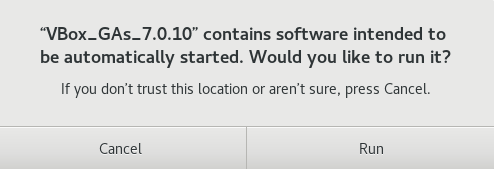 “VBox_GAs_7.0.10” contains software intended to
be automatically started. Would you like to run it?
If you don’t trust this location or aren’t sure, press Cancel.
Cancel
Run